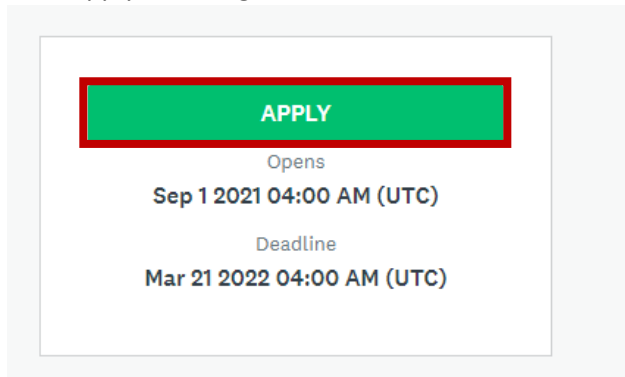 APPLY
Opens
Sep 1 2021 04:00 AM (UTC)
Deadline
Mar 21 2022 04:00 AM (UTC)